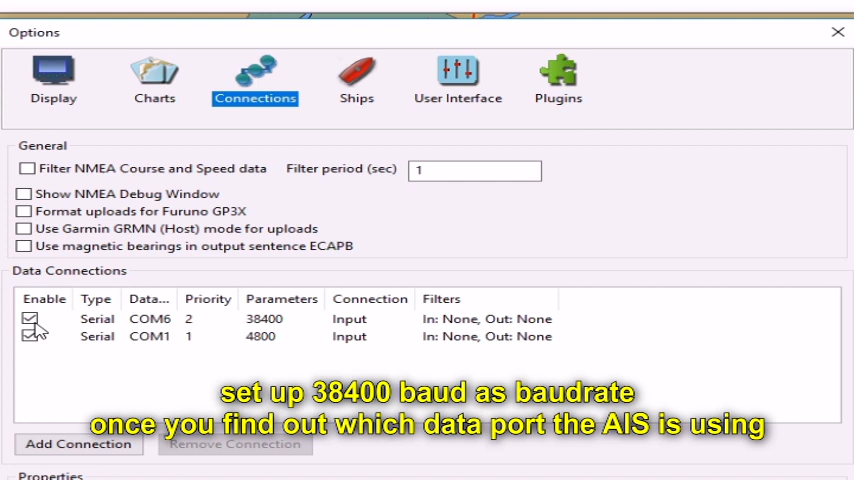 Options
Display Charts Connections Ships User Interface Plugins
General
Filter NMEA Course and Speed data Filter period (sec) 1
Show NMEA Debug Window
Format uploads for Furuno GP3X
Use Garmin GRMN (Host) mode for uploads
Use magnetic bearings in output sentence ECAPB
Data Connections
Enable Type Data... Priority Parameters Connection Filters
Serial COM6 2 38400 Input In: None, Out: None
Serial COM1 1 4800 Input In: None, Out: None
set up 38400 baud as baudrate
once you find out which data port the AIS is using
Add Connection Remove Connection
Properties